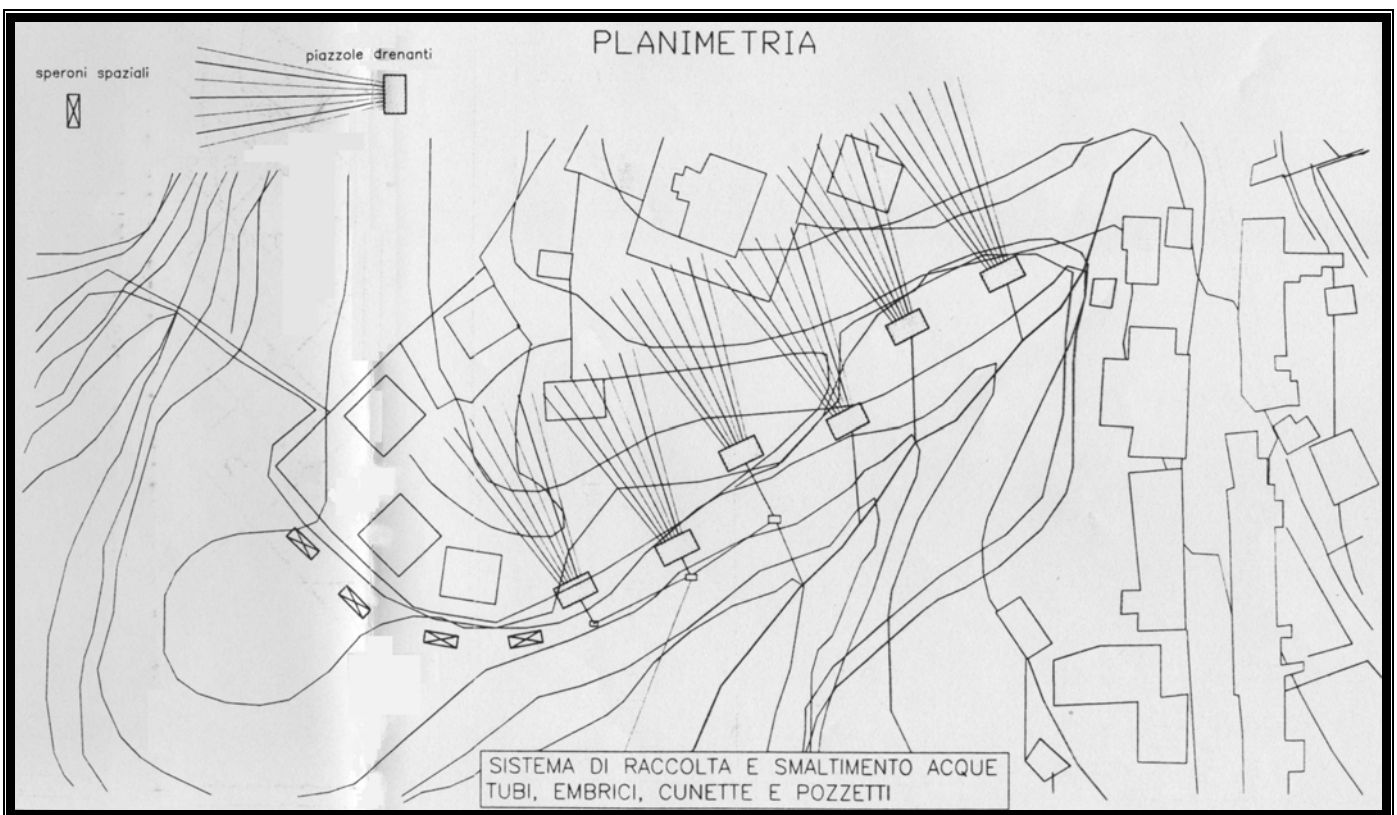 PLANIMETRIA
piazzole drenanti
speroni spaziali
SISTEMA DI RACCOLTA E SMALTIMENTO ACQUE
TUBI, EMBRICI, CUNETTE E POZZETTI